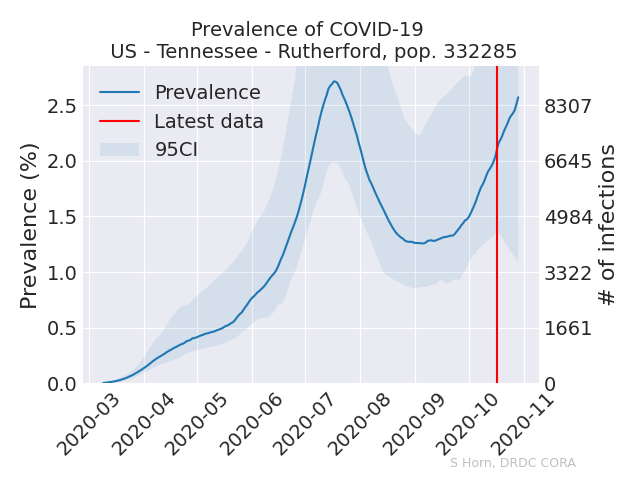 Prevalence of COVID-19
US - Tennessee - Rutherford, pop. 332285
Prevalence
Latest data
95CI
Prevalence (%)
2.5
2.0
1.5
1.0
0.5
0.0
8307
6645
4984
3322
1661
0
# of infections
2020-03
2020-04
2020-05
2020-06
2020-07
2020-08
2020-09
2020-10
2020-11
S Horn, DRDC CORA